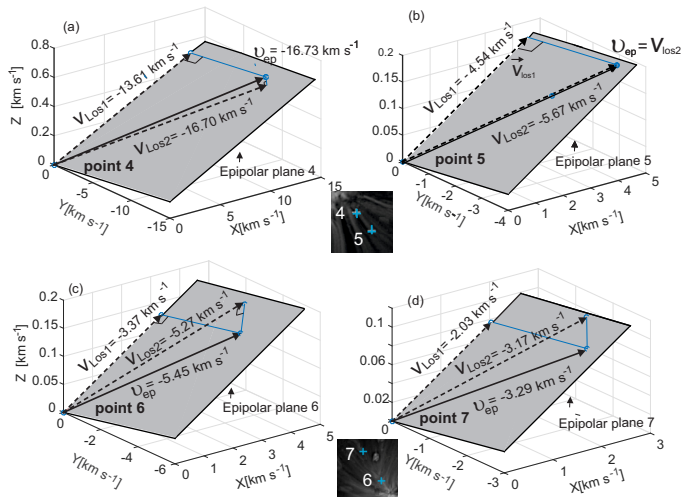 (a)
υep = -16.73 km s-1
0.8
0.6
0.4
0.2
0
Z [km s-1]
VLos1= -13.61 km s-1
VLos2= -16.70 km s-1
point 4
Epipolar plane 4
-5
-10
-15
Y[km s-1]
0
5
10
15
X[km s-1]
(b)
υep = VLos2
0.2
0.15
0.1
0.05
0
VLos1= -4.54 km s-1
VLos1
VLos2= -5.67 km s-1
point 5
Epipolar plane 5
-1
-2
-3
-4
Y[km s-1]
0
1
2
3
4
5
X[km s-1]
4
5
(c)
0.2
0.15
0.1
0.05
0
Z [km s-1]
VLos1= -3.37 km s-1
VLos2= -5.27 km s-1
υep = -5.45 km s-1
point 6
Epipolar plane 6
0
-2
-4
-6
Y[km s-1]
0
1
2
3
4
5
X[km s-1]
(d)
0.1
0.06
0.02
0
VLos1= -2.03 km s-1
VLos2= -3.17 km s-1
υep = -3.29 km s-1
point 7
Epipolar plane 7
-1
-2
-3
Y[km s-1]
0
1
2
3
X[km s-1]
7
6